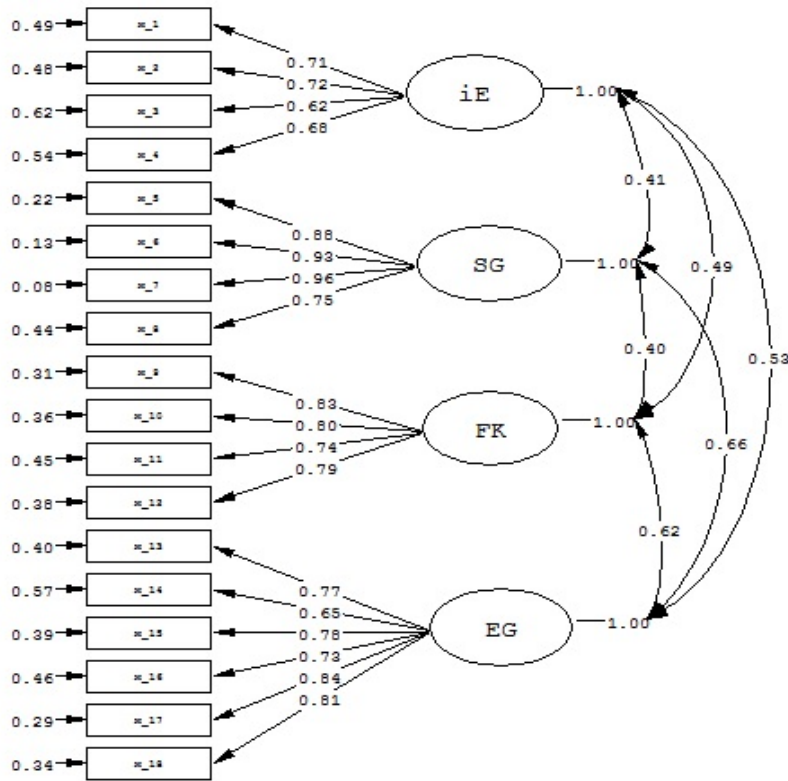 0.49 x_1
0.71
0.48 x_2
0.72
iE 1.00
0.62 x_3
0.62
0.68
0.54 x_4
0.41
0.22 x_5
0.88
0.13 x_6
0.93
SG 1.00
0.49
0.08 x_7
0.96
0.75
0.44 x_8
0.40
0.53
0.31 x_9
0.83
0.36 x_10
0.80
FK 1.00
0.66
0.45 x_11
0.74
0.79
0.38 x_12
0.62
0.40 x_13
0.77
0.57 x_14
0.65
EG 1.00
0.39 x_15
0.78
0.73
0.46 x_16
0.84
0.81
0.29 x_17
0.34 x_18